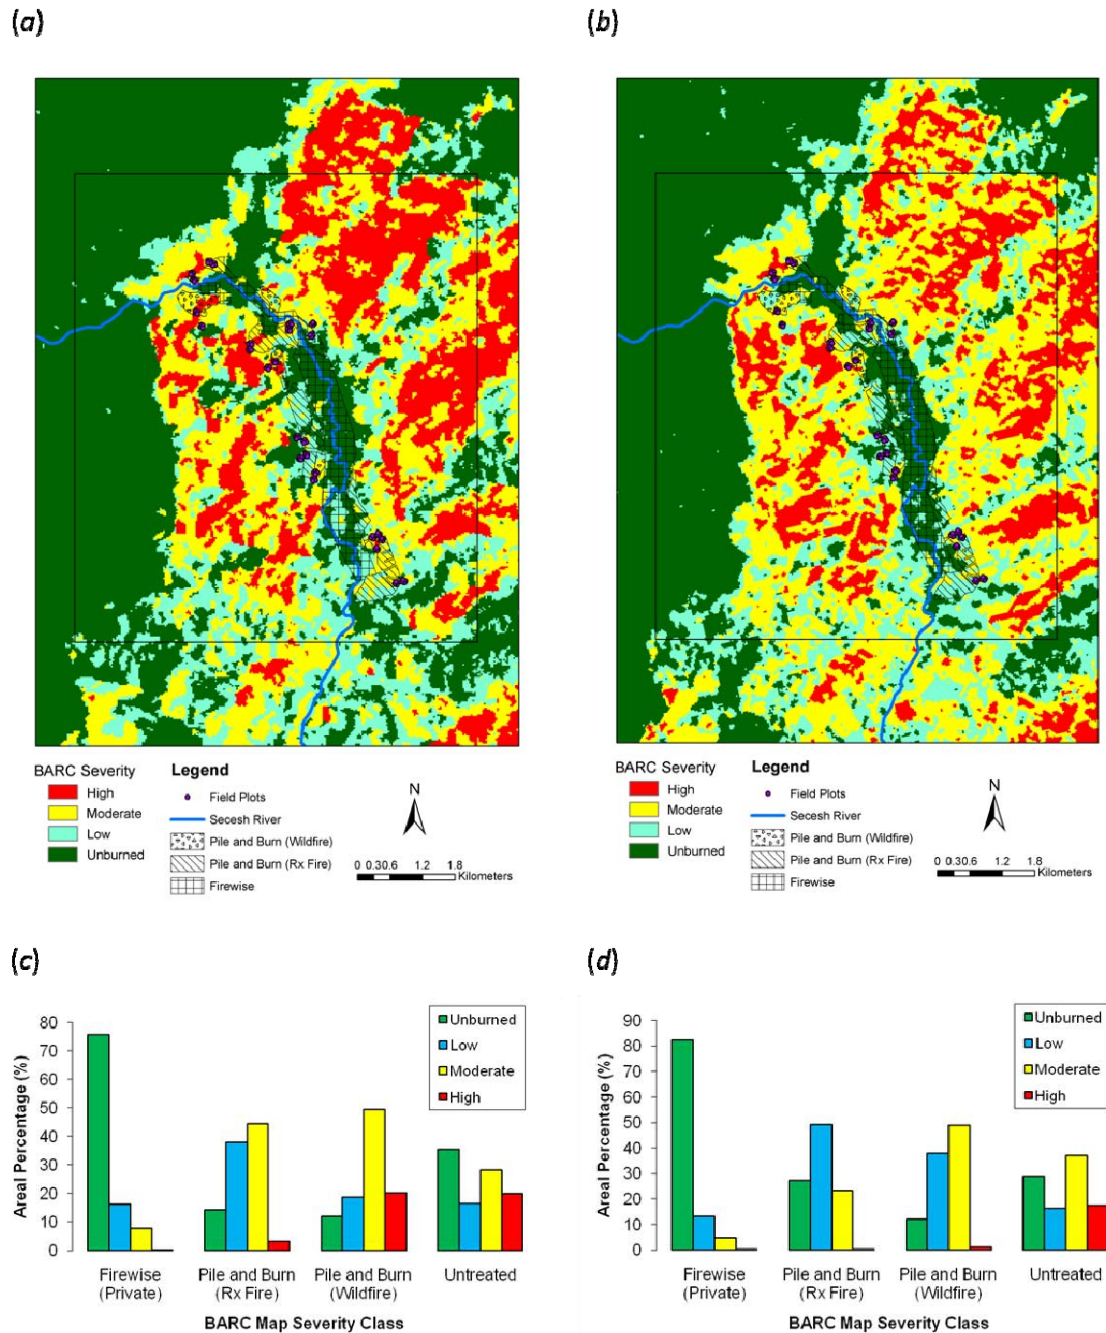 (a)
(b)
BARC Severity
High
Moderate
Low
Unburned
Legend
Field Plots
Secesh River
Pile and Burn (Wildfire)
Pile and Burn (Rx Fire)
Firewise
N
0 0.30.6 1.2 1.8
Kilometers
BARC Severity
High
Moderate
Low
Unburned
Legend
Field Plots
Secesh River
Pile and Burn (Wildfire)
Pile and Burn (Rx Fire)
Firewise
N
0 0.30.6 1.2 1.8
Kilometers
(c)
Areal Percentage (%)
80
70
60
50
40
30
20
10
0
Unburned
Low
Moderate
High
Firewise
(Private)
Pile and Burn
(Rx Fire)
Pile and Burn
(Wildfire)
Untreated
BARC Map Severity Class
(d)
Areal Percentage (%)
90
80
70
60
50
40
30
20
10
0
Unburned
Low
Moderate
High
Firewise
(Private)
Pile and Burn
(Rx Fire)
Pile and Burn
(Wildfire)
Untreated
BARC Map Severity Class